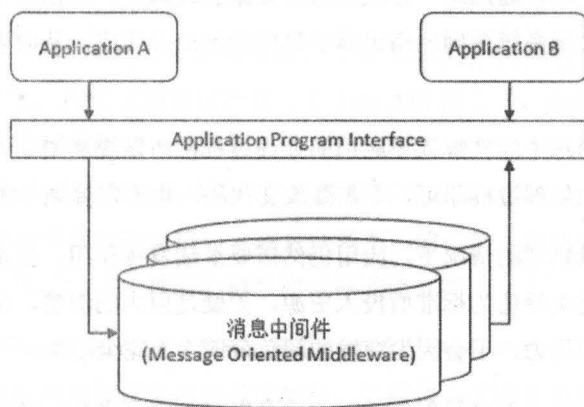 Application A
Application B
Application Program Interface
消息中间件
(Message Oriented Middleware)